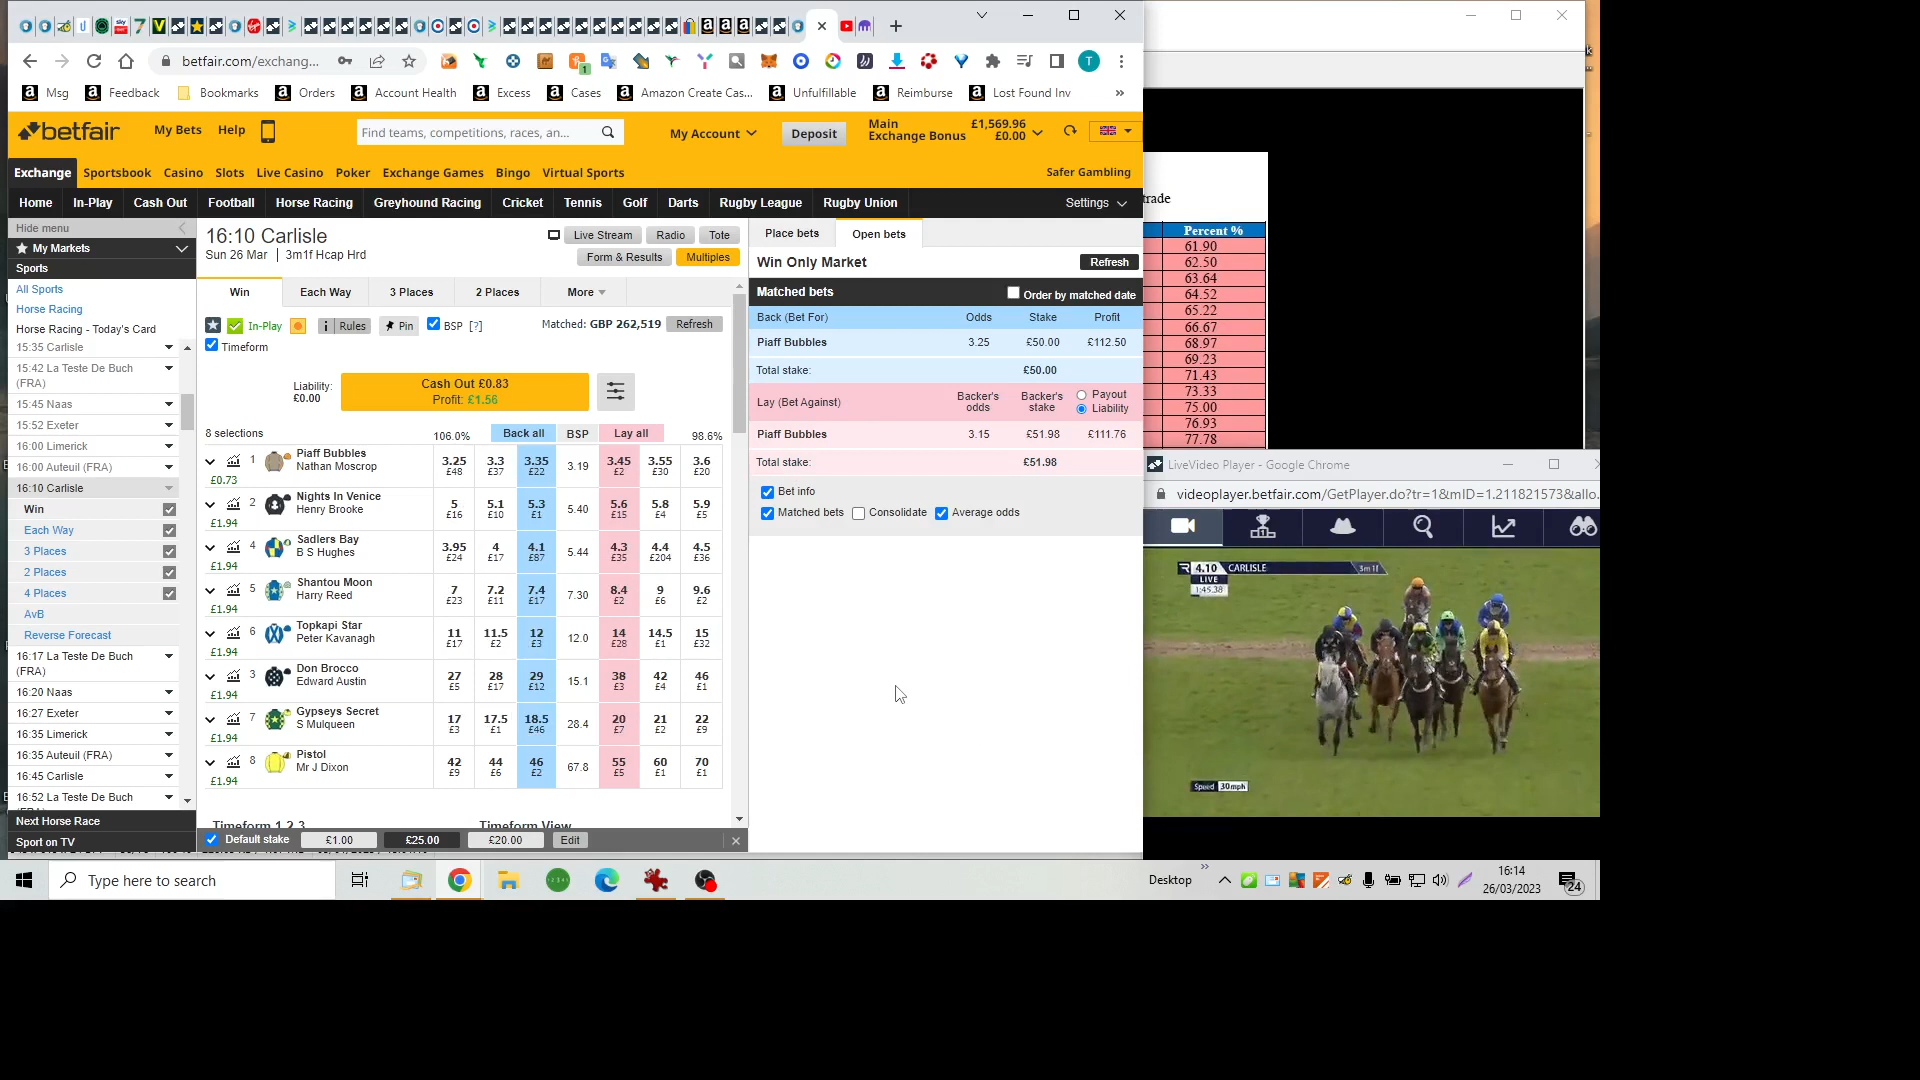 betfair.com/exchang...
T
Msg Feedback Bookmarks Orders Account Health Excess Cases Amazon Create Cas... Unfulfillable Reimburse Lost Found Inv »
betfair My Bets Help Find teams, competitions, races, an... My Account Deposit Main £1,569.96
Exchange Bonus £0.00
Exchange Sportsbook Casino Slots Live Casino Poker Exchange Games Bingo Virtual Sports Safer Gambling
Home In-Play Cash Out Football Horse Racing Greyhound Racing Cricket Tennis Golf Darts Rugby League Rugby Union Settings
Hide menu
My Markets
Sports
All Sports
Horse Racing
Horse Racing - Today's Card
15:35 Carlisle
15:42 La Teste De Buch
(FRA)
15:45 Naas
15:52 Exeter
16:00 Limerick
16:00 Auteuil (FRA)
16:10 Carlisle
Win
Each Way
3 Places
2 Places
4 Places
AvB
Reverse Forecast
16:17 La Teste De Buch
(FRA)
16:20 Naas
16:27 Exeter
16:35 Limerick
16:35 Auteuil (FRA)
16:45 Carlisle
16:52 La Teste De Buch
Next Horse Race
Sport on TV
16:10 Carlisle Live Stream Radio Tote
Sun 26 Mar | 3m1f Hcap Hrd Form & Results Multiples
Win Each Way 3 Places 2 Places More
In-Play Rules Pin BSP [?] Matched: GBP 262,519 Refresh
Timeform
Liability: £0.00
Cash Out £0.83
Profit: £1.56
8 selections 106.0% Back all BSP Lay all 98.6%
1 Piaff Bubbles 3.25 3.3 3.35 3.19 3.45 3.55 3.6
Nathan Moscrop £48 £37 £22 £2 £30 £20
£0.73
2 Nights In Venice 5 5.1 5.3 5.40 5.6 5.8 5.9
Henry Brooke £16 £10 £1 £15 £4 £5
£1.94
4 Sadlers Bay 3.95 4 4.1 5.44 4.3 4.4 4.5
B S Hughes £24 £17 £87 £35 £204 £36
£1.94
5 Shantou Moon 7 7.2 7.4 7.30 8.4 9 9.6
Harry Reed £23 £11 £17 £2 £6 £2
£1.94
6 Topkapi Star 11 11.5 12 12.0 14 14.5 15
Peter Kavanagh £17 £2 £3 £28 £1 £32
£1.94
3 Don Brocco 27 28 29 15.1 38 42 46
Edward Austin £5 £17 £12 £3 £4 £1
£1.94
7 Gypseys Secret 17 17.5 18.5 28.4 20 21 22
S Mulqueen £3 £1 £46 £7 £2 £9
£1.94
8 Pistol 42 44 46 67.8 55 60 70
Mr J Dixon £9 £6 £2 £5 £1 £1
£1.94
Timeform 1,2,3 Timeform View
Default stake £1.00 £25.00 £20.00 Edit
Place bets Open bets
Win Only Market Refresh
Matched bets Order by matched date
Back (Bet For) Odds Stake Profit
Piaff Bubbles 3.25 £50.00 £112.50
Total stake: £50.00
Lay (Bet Against) Backer's odds Backer's stake Payout
Liability
Piaff Bubbles 3.15 £51.98 £111.76
Total stake: £51.98
Bet info
Matched bets Consolidate Average odds
trade
Percent %
61.90
62.50
63.64
64.52
65.22
66.67
68.97
69.23
71.43
73.33
75.00
76.93
77.78
LiveVideo Player - Google Chrome
videoplayer.betfair.com/GetPlayer.do?tr=1&mID=1.211821573&allo...
4.10 CARLISLE 3m 1f
LIVE
1:45.38
Speed 30mph
Type here to search
Desktop » 16:14
26/03/2023 24